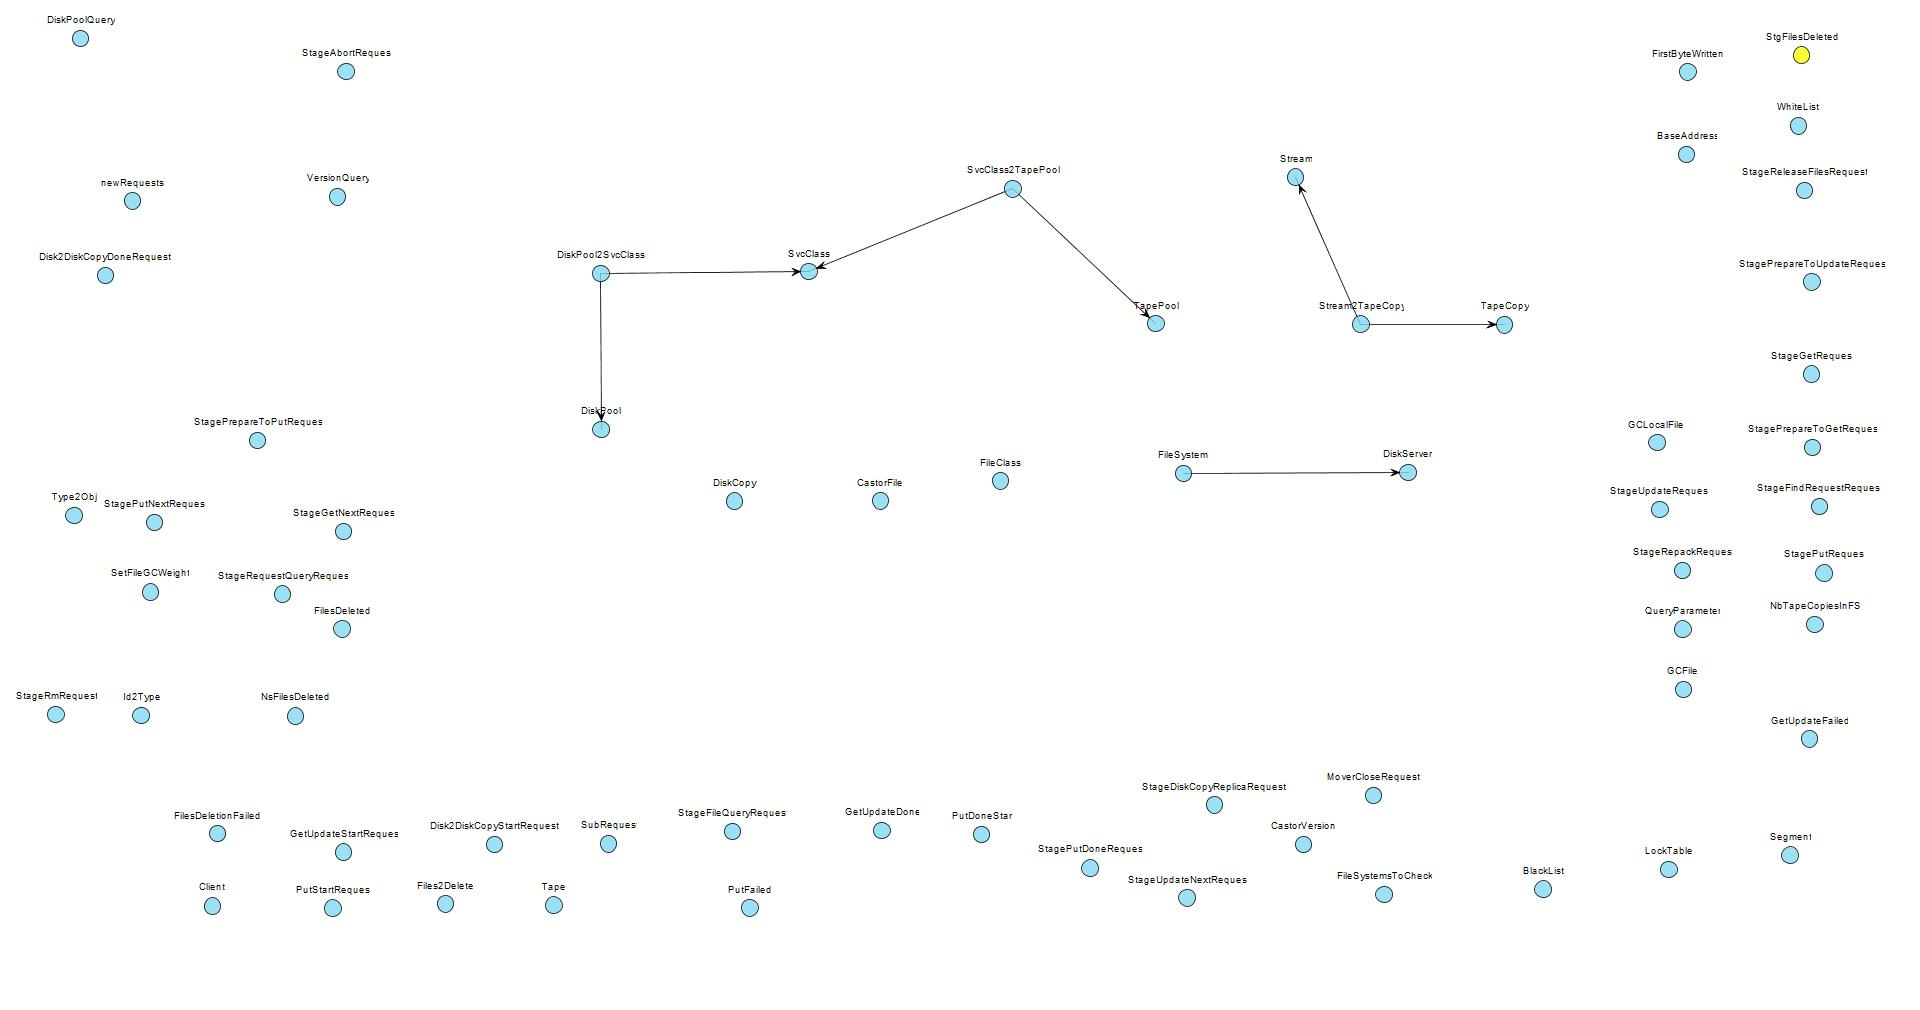 DiskPoolQuery
StgFilesDeleted
StageAbortReques
FirstByteWritten
WhiteList
BaseAddress
Stream
SvcClass2TapePool
StageReleaseFilesRequest
newRequests
VersionQuery
DiskPool2SvcClass
SvcClass
Disk2DiskCopyDoneRequest
StagePrepareToUpdateReques
TapePool
Stream2TapeCopy
TapeCopy
StageGetReques
DiskPool
StagePrepareToPutReques
GCLocalFile
StagePrepareToGetReques
FileSystem
DiskServer
FileClass
DiskCopy
CastorFile
StageUpdateReques
StageFindRequestReques
Type2Obj
StagePutNextReques
StageGetNextReques
StageRepackReques
StagePutReques
SetFileGCWeight
StageRequestQueryReques
FilesDeleted
QueryParameter
NbTapeCopiesInFS
GCFile
StageRmRequest
Id2Type
NsFilesDeleted
GetUpdateFailed
MoverCloseRequest
StageDiskCopyReplicaRequest
FilesDeletionFailed
GetUpdateStartReques
Disk2DiskCopyStartRequest
SubReques
StageFileQueryReques
GetUpdateDone
PutDoneStar
CastorVersion
Segment
StagePutDoneReques
LockTable
BlackList
StageUpdateNextReques
FileSystemsToCheck
Client
PutStartReques
Files2Delete
Tape
PutFailed